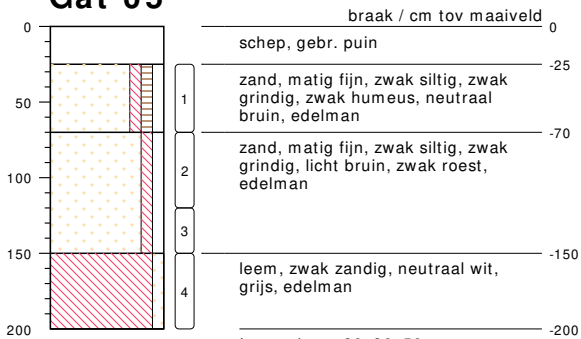 Gat 05
braak / cm tov maaiveld
0
0
schep, gebr. puin
-25
zand, matig fijn, zwak siltig, zwak
grindig, zwak humeus, neutraal
bruin, edelman
1
50
-70
zand, matig fijn, zwak siltig, zwak
grindig, licht bruin, zwak roest,
edelman
2
100
3
150
-150
leem, zwak zandig, neutraal wit,
grijs, edelman
4
200
-200